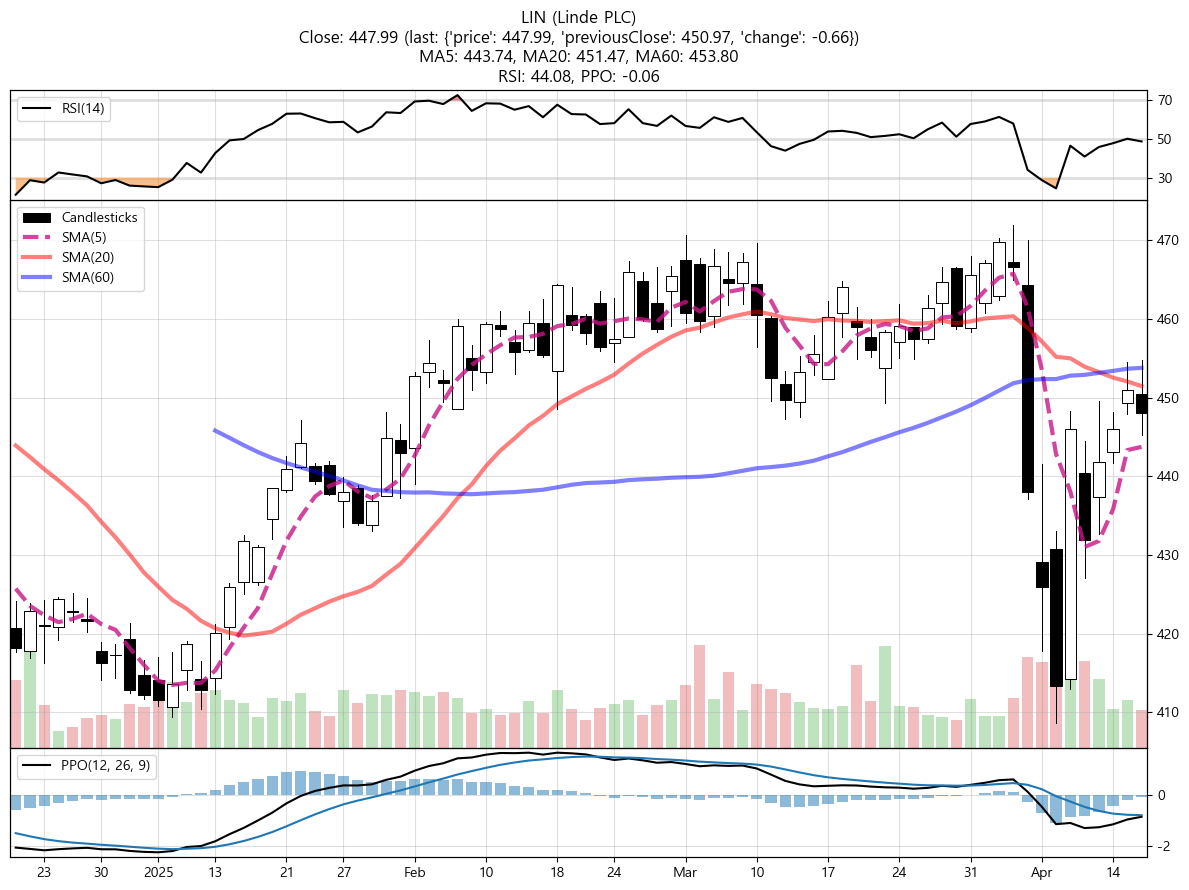 LIN (Linde PLC)
Close: 447.99 (last: {'price': 447.99, 'previousClose': 450.97, 'change': -0.66})
MA5: 443.74, MA20: 451.47, MA60: 453.80
RSI: 44.08, PPO: -0.06
RSI(14)
70
50
30
Candlesticks
SMA(5)
SMA(20)
SMA(60)
470
460
450
440
430
420
410
PPO(12, 26, 9)
0
-2
23 30 2025 13 21 27 Feb 10 18 24 Mar 10 17 24 31 Apr 14